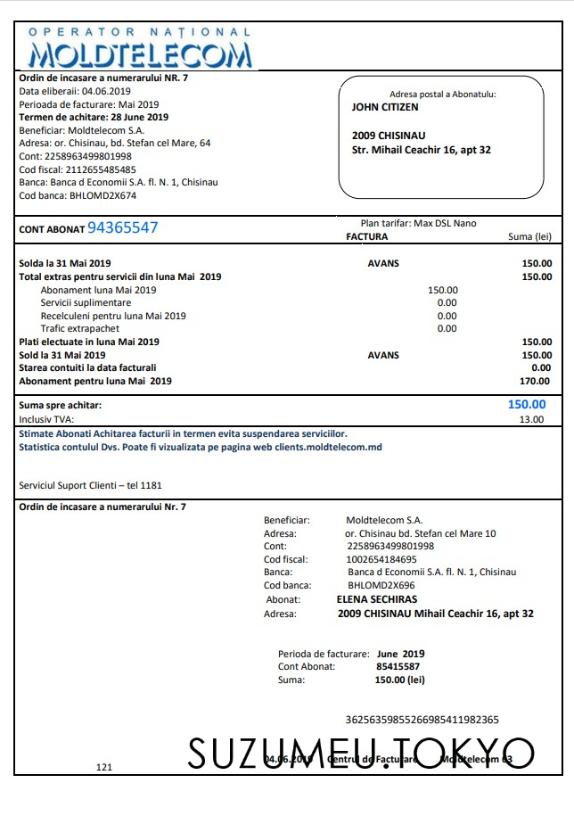 OPERATOR NAȚIONAL
MOLDTELECOM
Ordin de incasare a numerarului NR. 7
Data eliberaii: 04.06.2019
Perioada de facturare: Mai 2019
Termen de achitare: 28 June 2019
Beneficiar: Moldtelecom S.A.
Adresa: or. Chisinau, bd. Stefan cel Mare, 64
Cont: 2258963499801998
Cod fiscal: 2112655485485
Banca: Banca d Economii S.A. fl. N. 1, Chisinau
Cod banca: BHLOMD2X674
Adresa postal a Abonatului:
JOHN CITIZEN
2009 CHISINAU
Str. Mihail Ceachir 16, apt 32
CONT ABONAT 94365547
Plan tarifar: Max DSL Nano
FACTURA Suma (lei)
Solda la 31 Mai 2019 AVANS 150.00
Total extras pentru servicii din luna Mai 2019 150.00
Abonament luna Mai 2019 150.00
Servicii suplimentare 0.00
Recelculeni pentru luna Mai 2019 0.00
Trafic extrapachet 0.00
Plati electuate in luna Mai 2019 150.00
Sold la 31 Mai 2019 AVANS 150.00
Starea contuiti la data facturali 0.00
Abonament pentru luna Mai 2019 170.00
Suma spre achitar: 150.00
Inclusiv TVA: 13.00
Stimate Abonati Achitarea facturii in termen evita suspendarea serviciilor.
Statistica contului Dvs. Poate fi vizualizata pe pagina web clients.moldtelecom.md
Serviciul Suport Clienti – tel 1181
Ordin de incasare a numerarului Nr. 7
Beneficiar: Moldtelecom S.A.
Adresa: or. Chisinau bd. Stefan cel Mare 10
Cont: 2258963499801998
Cod fiscal: 1002654184695
Banca: Banca d Economii S.A. fl. N. 1, Chisinau
Cod banca: BHLOMD2X696
Abonat: ELENA SECHIRAS
Adresa: 2009 CHISINAU Mihail Ceachir 16, apt 32
Perioda de facturare: June 2019
Cont Abonat: 85415587
Suma: 150.00 (lei)
36256359855266985411982365
SUZUMEU.TOKYO
04.06.2019 Centrul de Facturare Moldtelecom 63
121